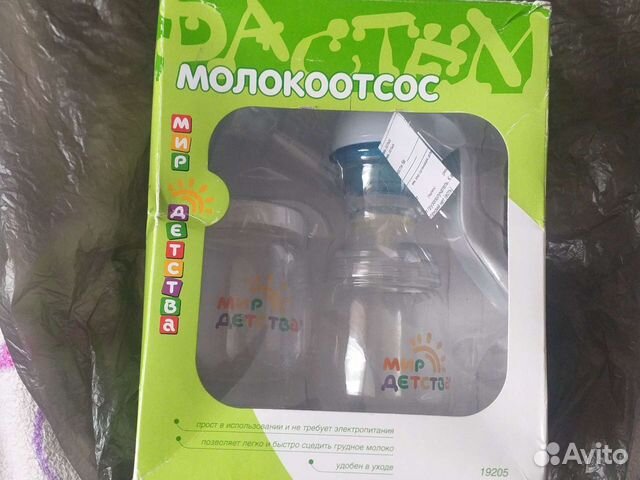 РАСТЁМ
МОЛОКООТСОС
МИР
ДЕТСТВА
МИР
ДЕТСТВА
МИР
ДЕТСТВА
прост в использовании и не требует электропитания
позволяет легко и быстро сцедить грудное молоко
удобен в уходе
19205
Avito